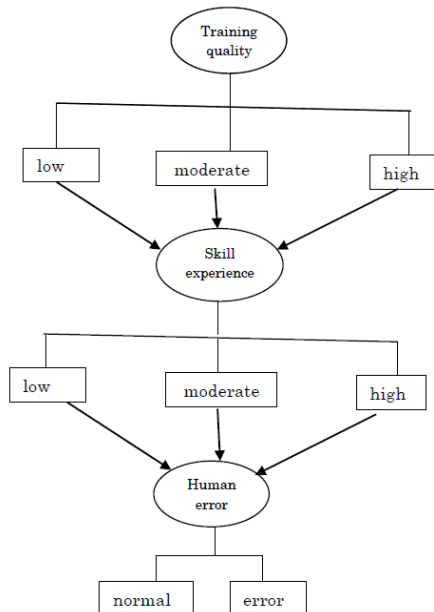 Training
quality
low
moderate
high
Skill
experience
low
moderate
high
Human
error
normal
error